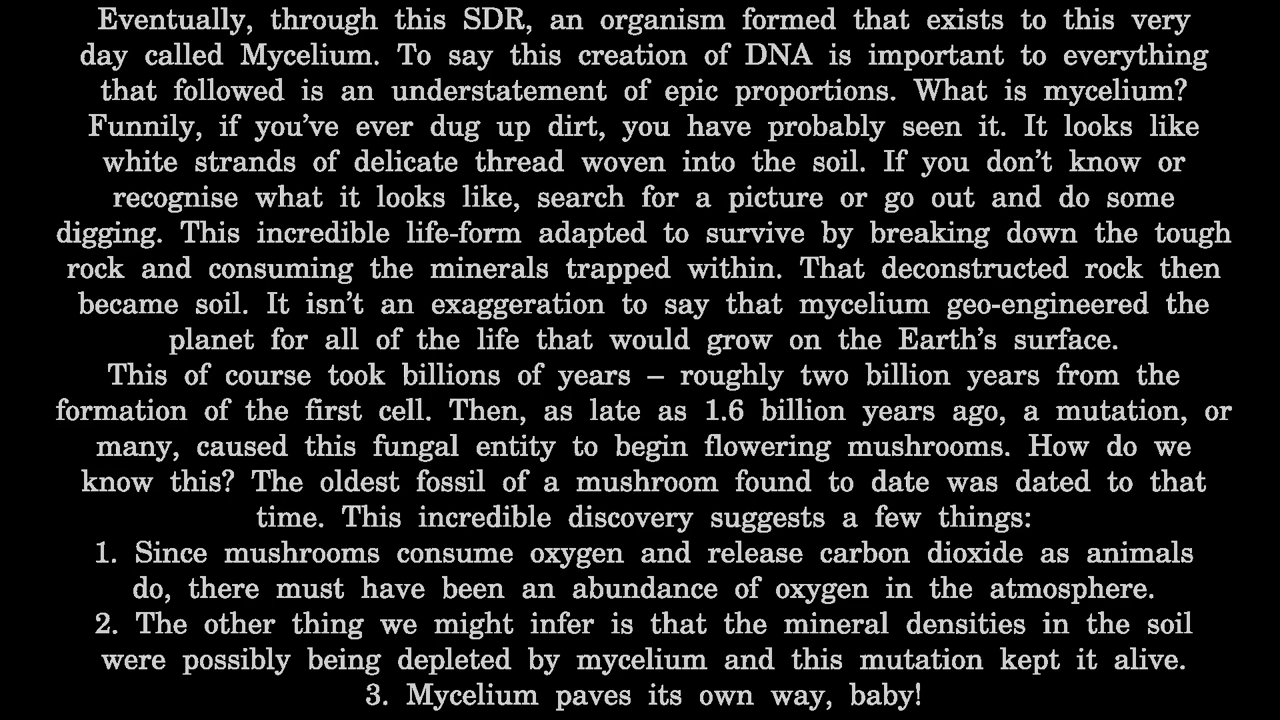 Eventually, through this SDR, an organism formed that exists to this very
day called Mycelium. To say this creation of DNA is important to everything
that followed is an understatement of epic proportions. What is mycelium?
Funnily, if you’ve ever dug up dirt, you have probably seen it. It looks like
white strands of delicate thread woven into the soil. If you don’t know or
recognise what it looks like, search for a picture or go out and do some
digging. This incredible life-form adapted to survive by breaking down the tough
rock and consuming the minerals trapped within. That deconstructed rock then
became soil. It isn’t an exaggeration to say that mycelium geo-engineered the
planet for all of the life that would grow on the Earth’s surface.
This of course took billions of years – roughly two billion years from the
formation of the first cell. Then, as late as 1.6 billion years ago, a mutation, or
many, caused this fungal entity to begin flowering mushrooms. How do we
know this? The oldest fossil of a mushroom found to date was dated to that
time. This incredible discovery suggests a few things:
1. Since mushrooms consume oxygen and release carbon dioxide as animals
do, there must have been an abundance of oxygen in the atmosphere.
2. The other thing we might infer is that the mineral densities in the soil
were possibly being depleted by mycelium and this mutation kept it alive.
3. Mycelium paves its own way, baby!